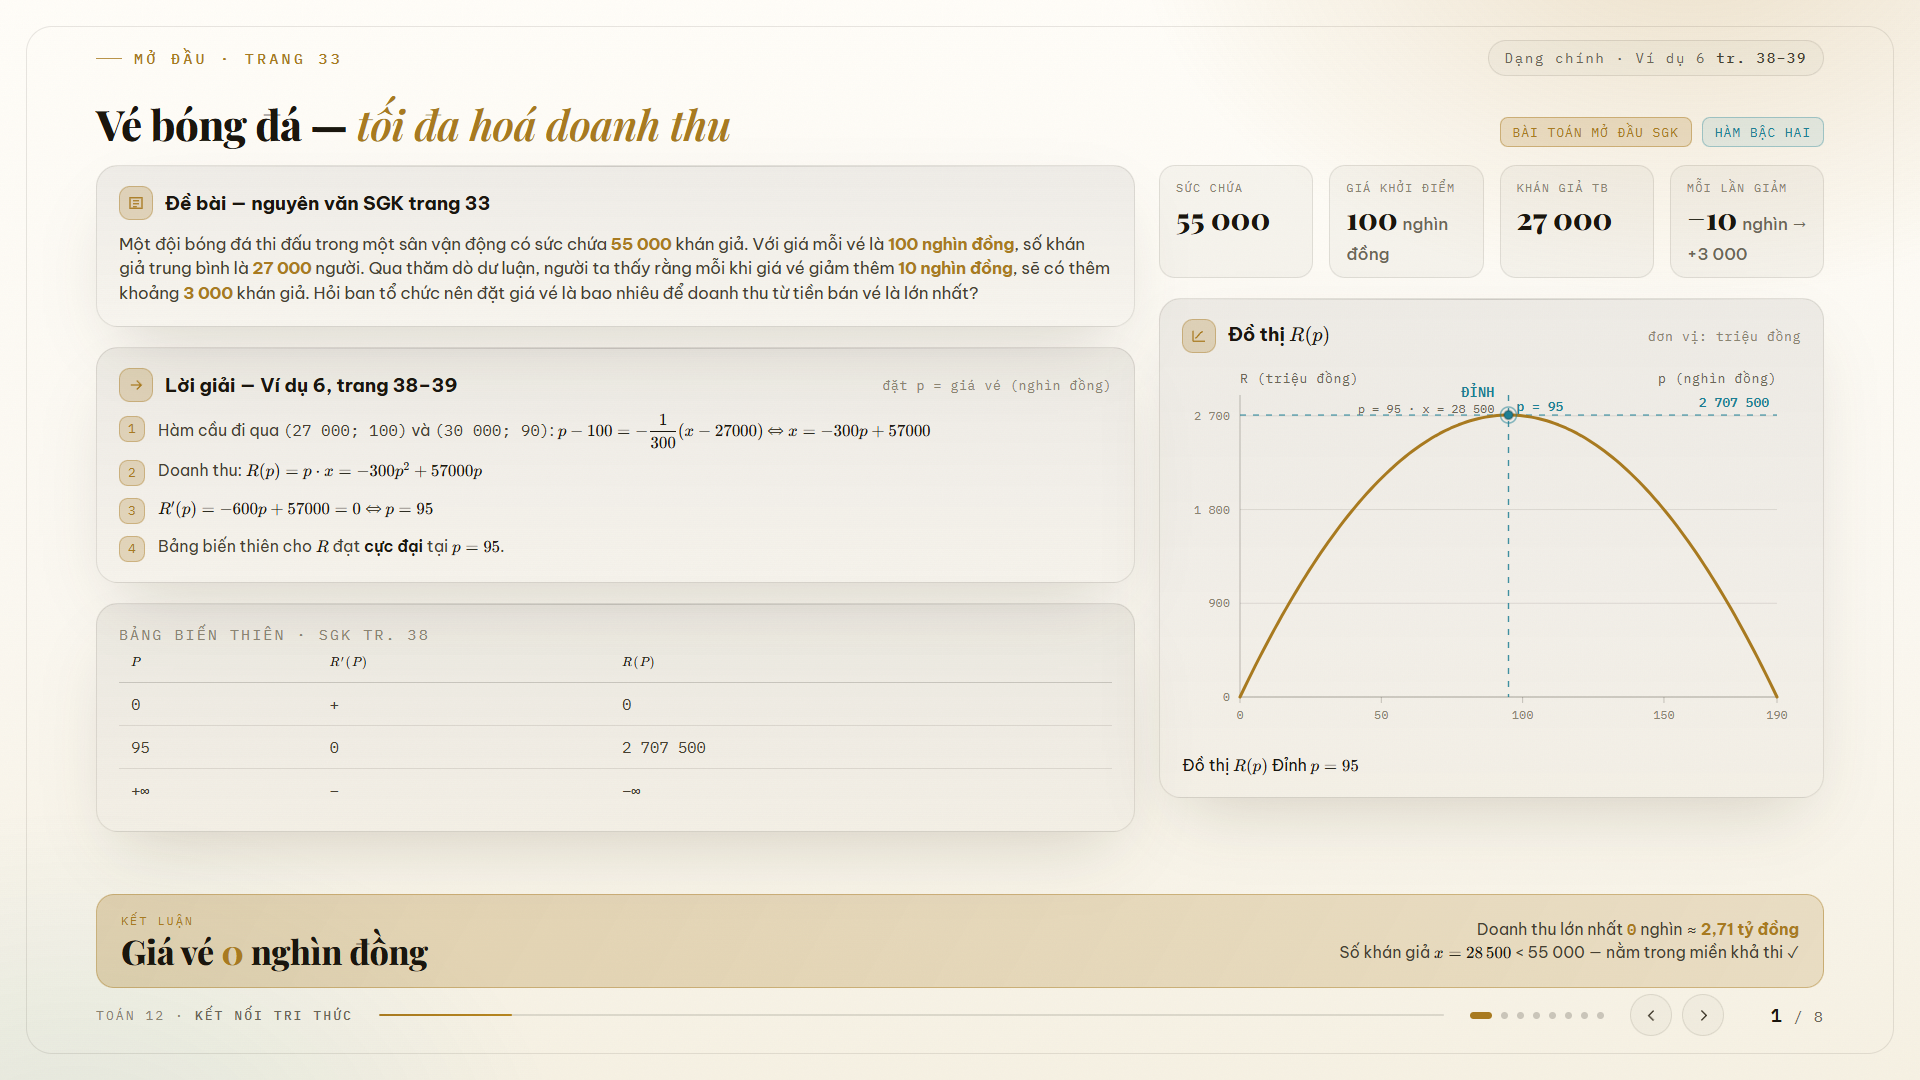 MỞ ĐẦU · TRANG 33
Dạng chính · Ví dụ 6 tr. 38–39
Vé bóng đá — tối đa hoá doanh thu
BÀI TOÁN MỞ ĐẦU SGK
HÀM BẬC HAI
Đề bài — nguyên văn SGK trang 33
Một đội bóng đá thi đấu trong một sân vận động có sức chứa 55 000 khán giả. Với giá mỗi vé là 100 nghìn đồng, số khán
giả trung bình là 27 000 người. Qua thăm dò dư luận, người ta thấy rằng mỗi khi giá vé giảm thêm 10 nghìn đồng, sẽ có thêm
khoảng 3 000 khán giả. Hỏi ban tổ chức nên đặt giá vé là bao nhiêu để doanh thu từ tiền bán vé là lớn nhất?
Lời giải — Ví dụ 6, trang 38–39
đặt p = giá vé (nghìn đồng)
1 Hàm cầu đi qua (27 000; 100) và (30 000; 90): p − 100 = −1/300(x − 27000) ⇔ x = −300p + 57000
2 Doanh thu: R(p) = p · x = −300p² + 57000p
3 R′(p) = −600p + 57000 = 0 ⇔ p = 95
4 Bảng biến thiên cho R đạt cực đại tại p = 95.
BẢNG BIẾN THIÊN · SGK TR. 38
P R′(P) R(P)
0 + 0
95 0 2 707 500
+∞ − −∞
SỨC CHỨA
55 000
GIÁ KHỞI ĐIỂM
100 nghìn
đồng
KHÁN GIẢ TB
27 000
MỖI LẦN GIẢM
−10 nghìn →
+3 000
Đồ thị R(p)
đơn vị: triệu đồng
R (triệu đồng)
p (nghìn đồng)
ĐỈNH
p = 95 · x = 28 500
p = 95
2 707 500
2 700
1 800
900
0
0 50 100 150 190
Đồ thị R(p) Đỉnh p = 95
KẾT LUẬN
Giá vé 0 nghìn đồng
Doanh thu lớn nhất 0 nghìn ≈ 2,71 tỷ đồng
Số khán giả x = 28 500 < 55 000 — nằm trong miền khả thi ✓
TOÁN 12 · KẾT NỐI TRI THỨC
1 / 8